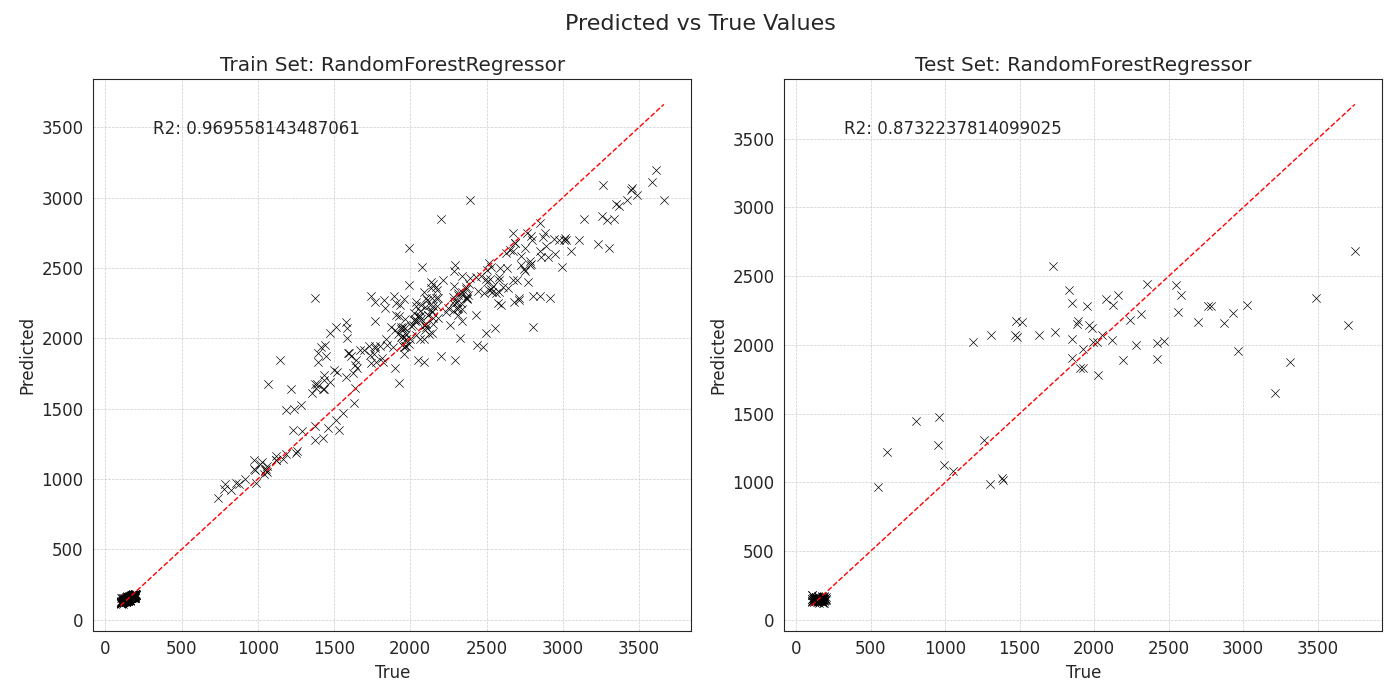 Predicted vs True Values
Train Set: RandomForestRegressor
R2: 0.969558143487061
3500
3000
2500
2000
1500
1000
500
0
Predicted
0 500 1000 1500 2000 2500 3000 3500
True
Test Set: RandomForestRegressor
R2: 0.8732237814099025
3500
3000
2500
2000
1500
1000
500
0
Predicted
0 500 1000 1500 2000 2500 3000 3500
True